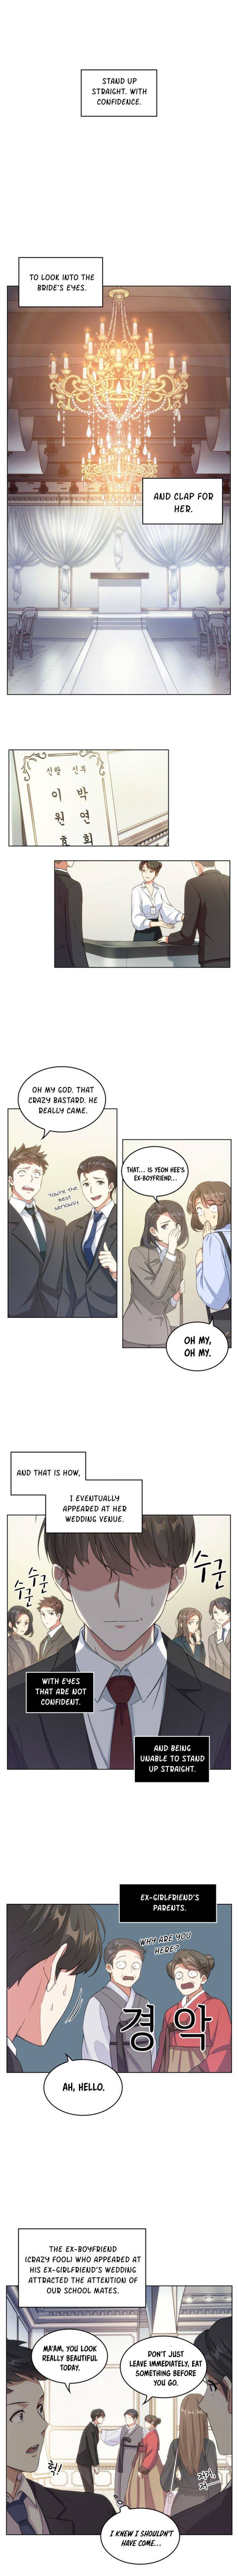 STAND UP
STRAIGHT. WITH
CONFIDENCE.
TO LOOK INTO THE
BRIDE'S EYES.
AND CLAP FOR
HER.
신랑 신부
이 박
원 연
호 희
OH MY GOD. THAT
CRAZY BASTARD. HE
REALLY CAME.
You're the
best
seriously
THAT... IS YEON HEE'S
EX-BOYFRIEND...
OH MY,
OH MY.
AND THAT IS HOW,
I EVENTUALLY
APPEARED AT HER
WEDDING VENUE.
수군
수군
수군
WITH EYES
THAT ARE NOT
CONFIDENT.
AND BEING
UNABLE TO STAND
UP STRAIGHT.
EX-GIRLFRIEND'S
PARENTS.
WHY ARE YOU
HERE?
경악
AH, HELLO.
THE EX-BOYFRIEND
(CRAZY FOOL) WHO APPEARED AT
HIS EX-GIRLFRIEND'S WEDDING
ATTRACTED THE ATTENTION OF
OUR SCHOOL MATES.
MA'AM, YOU LOOK
REALLY BEAUTIFUL
TODAY.
DON'T JUST
LEAVE IMMEDIATELY, EAT
SOMETHING BEFORE
YOU GO.
헉!
I KNEW I SHOULDN'T
HAVE COME...